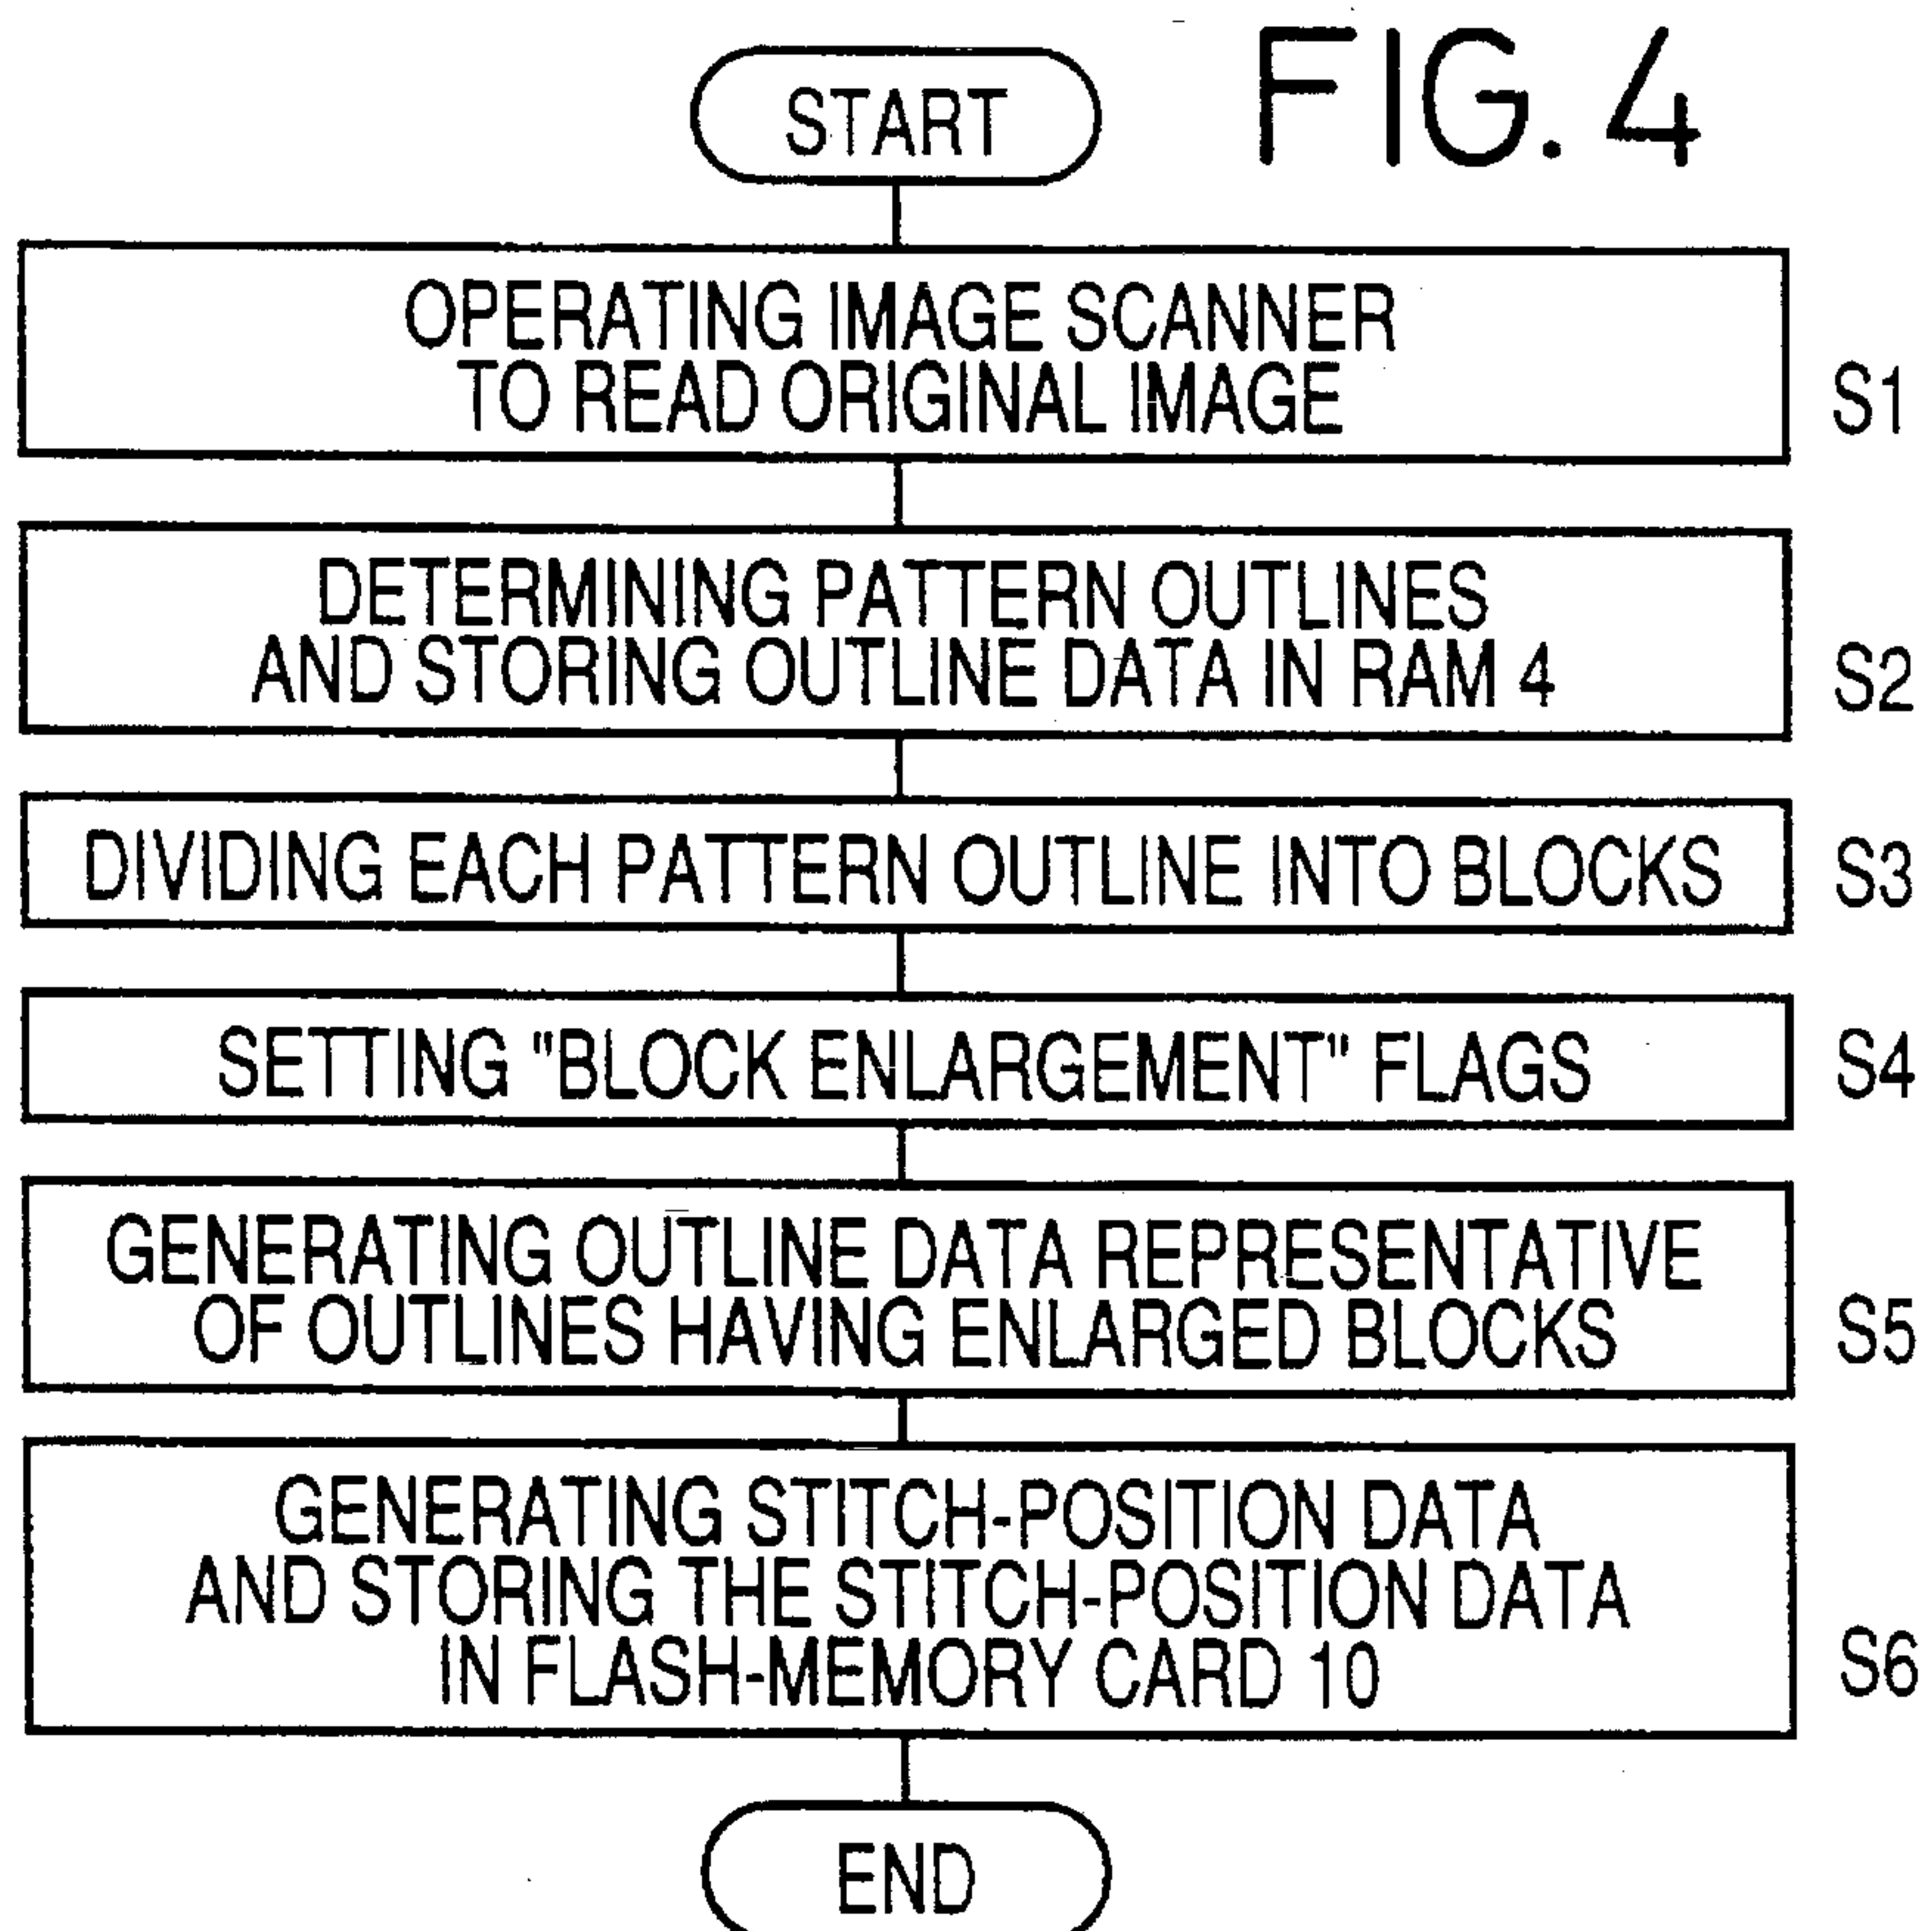 FIG. 4
START
OPERATING IMAGE SCANNER
TO READ ORIGINAL IMAGE
S1
DETERMINING PATTERN OUTLINES
AND STORING OUTLINE DATA IN RAM 4
S2
DIVIDING EACH PATTERN OUTLINE INTO BLOCKS
S3
SETTING "BLOCK ENLARGEMENT" FLAGS
S4
GENERATING OUTLINE DATA REPRESENTATIVE
OF OUTLINES HAVING ENLARGED BLOCKS
S5
GENERATING STITCH-POSITION DATA
AND STORING THE STITCH-POSITION DATA
IN FLASH-MEMORY CARD 10
S6
END